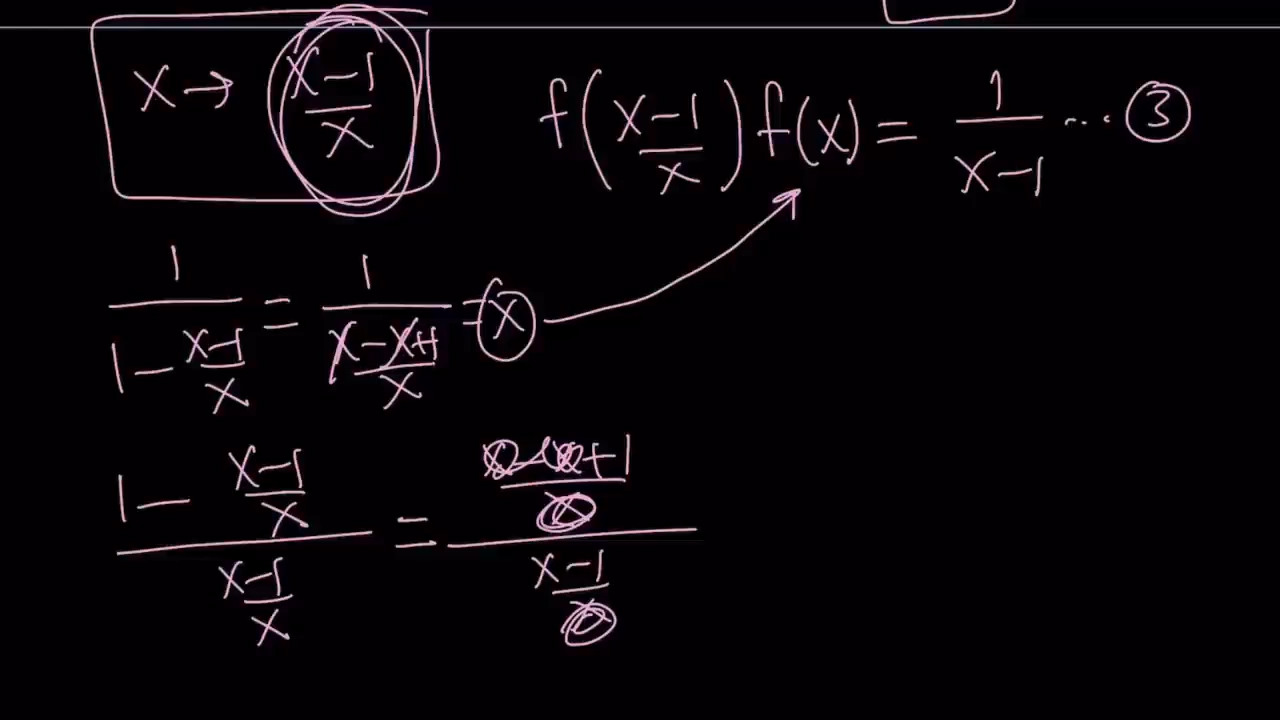 x → (x-1)/x    f((x-1)/x) f(x) = 1/(x-1) ... ③
1/(1 - (x-1)/x) = 1/((x-x+1)/x) = x
(1 - (x-1)/x)/((x-1)/x) = ((x-x+1)/x)/((x-1)/x)